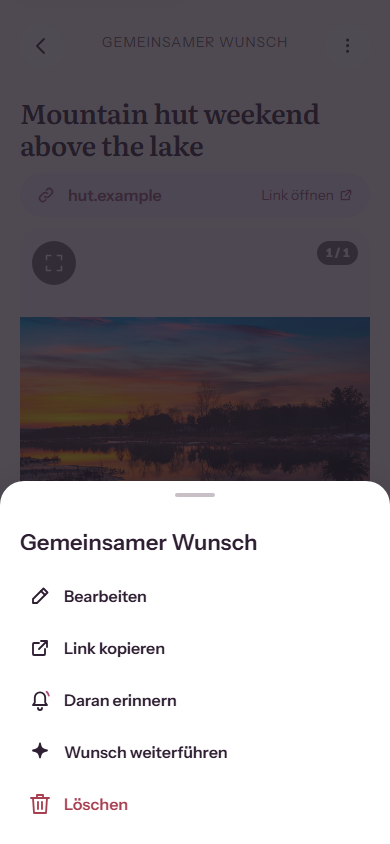 GEMEINSAMER WUNSCH
Mountain hut weekend
above the lake
hut.example
Link öffnen
1 / 1
Gemeinsamer Wunsch
Bearbeiten
Link kopieren
Daran erinnern
Wunsch weiterführen
Löschen